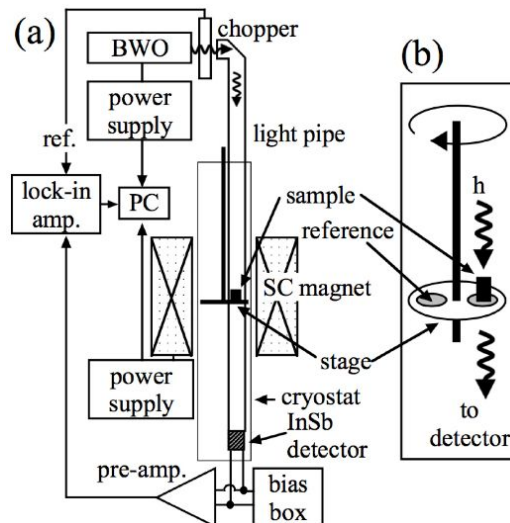 (a)
chopper
BWO
power
supply
light pipe
ref.
lock-in
amp.
PC
sample
reference
SC magnet
stage
power
supply
cryostat
InSb
detector
pre-amp.
bias
box
(b)
h
to
detector